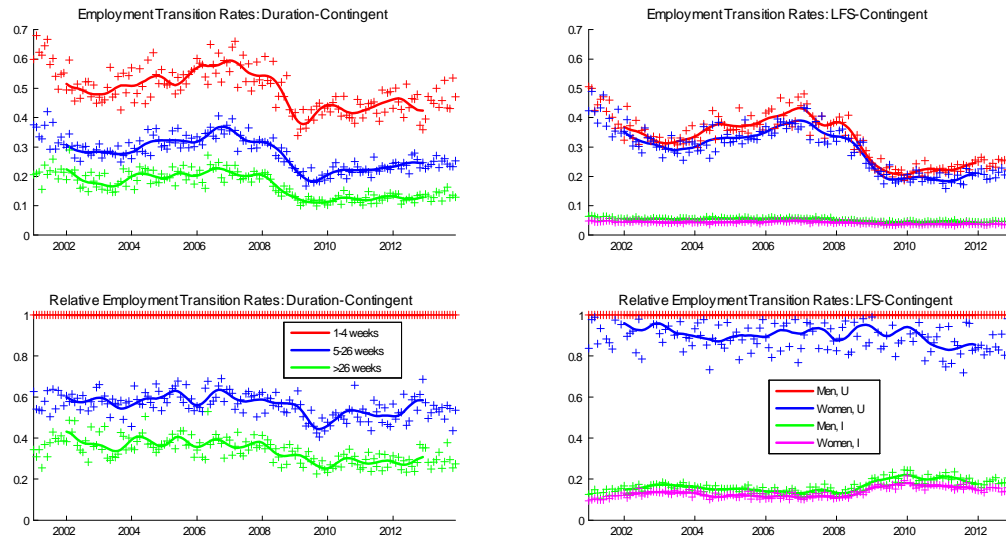 Employment Transition Rates: Duration-Contingent
0.7
0.6
0.5
0.4
0.3
0.2
0.1
0
2002 2004 2006 2008 2010 2012
Employment Transition Rates: LFS-Contingent
0.7
0.6
0.5
0.4
0.3
0.2
0.1
0
2002 2004 2006 2008 2010 2012
Relative Employment Transition Rates: Duration-Contingent
1
0.8
0.6
0.4
0.2
0
2002 2004 2006 2008 2010 2012
1-4 weeks
5-26 weeks
>26 weeks
Relative Employment Transition Rates: LFS-Contingent
1
0.8
0.6
0.4
0.2
0
2002 2004 2006 2008 2010 2012
Men, U
Women, U
Men, I
Women, I